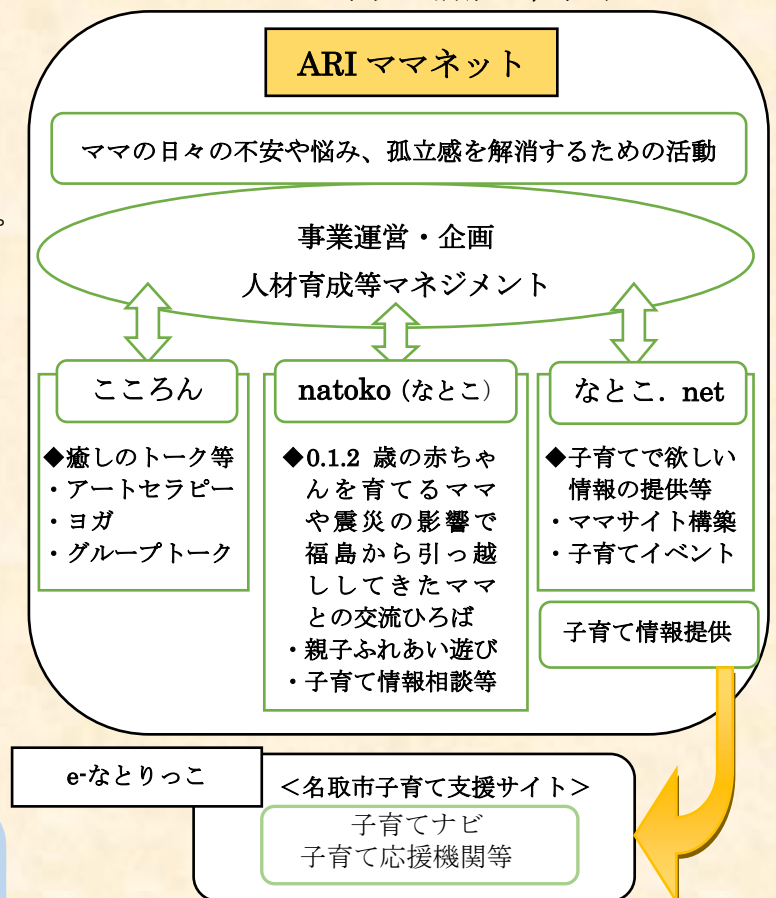 ARI ママネット
ママの日々の不安や悩み、孤立感を解消するための活動
。
事業運営・企画
人材育成等マネジメント
こころん
◆癒しのトーク等
・アートセラピー
・ヨガ
・グループトーク
natoko（なとこ）
◆0.1.2 歳の赤ちゃ
んを育てるママ
や震災の影響で
福島から引っ越
ししてきたママ
との交流ひろば
・親子ふれあい遊び
・子育て情報相談等
なとこ．net
◆子育てで欲しい
情報の提供等
・ママサイト構築
・子育てイベント
子育て情報提供
e-なとりっこ
＜名取市子育て支援サイト＞
子育てナビ
子育て応援機関等